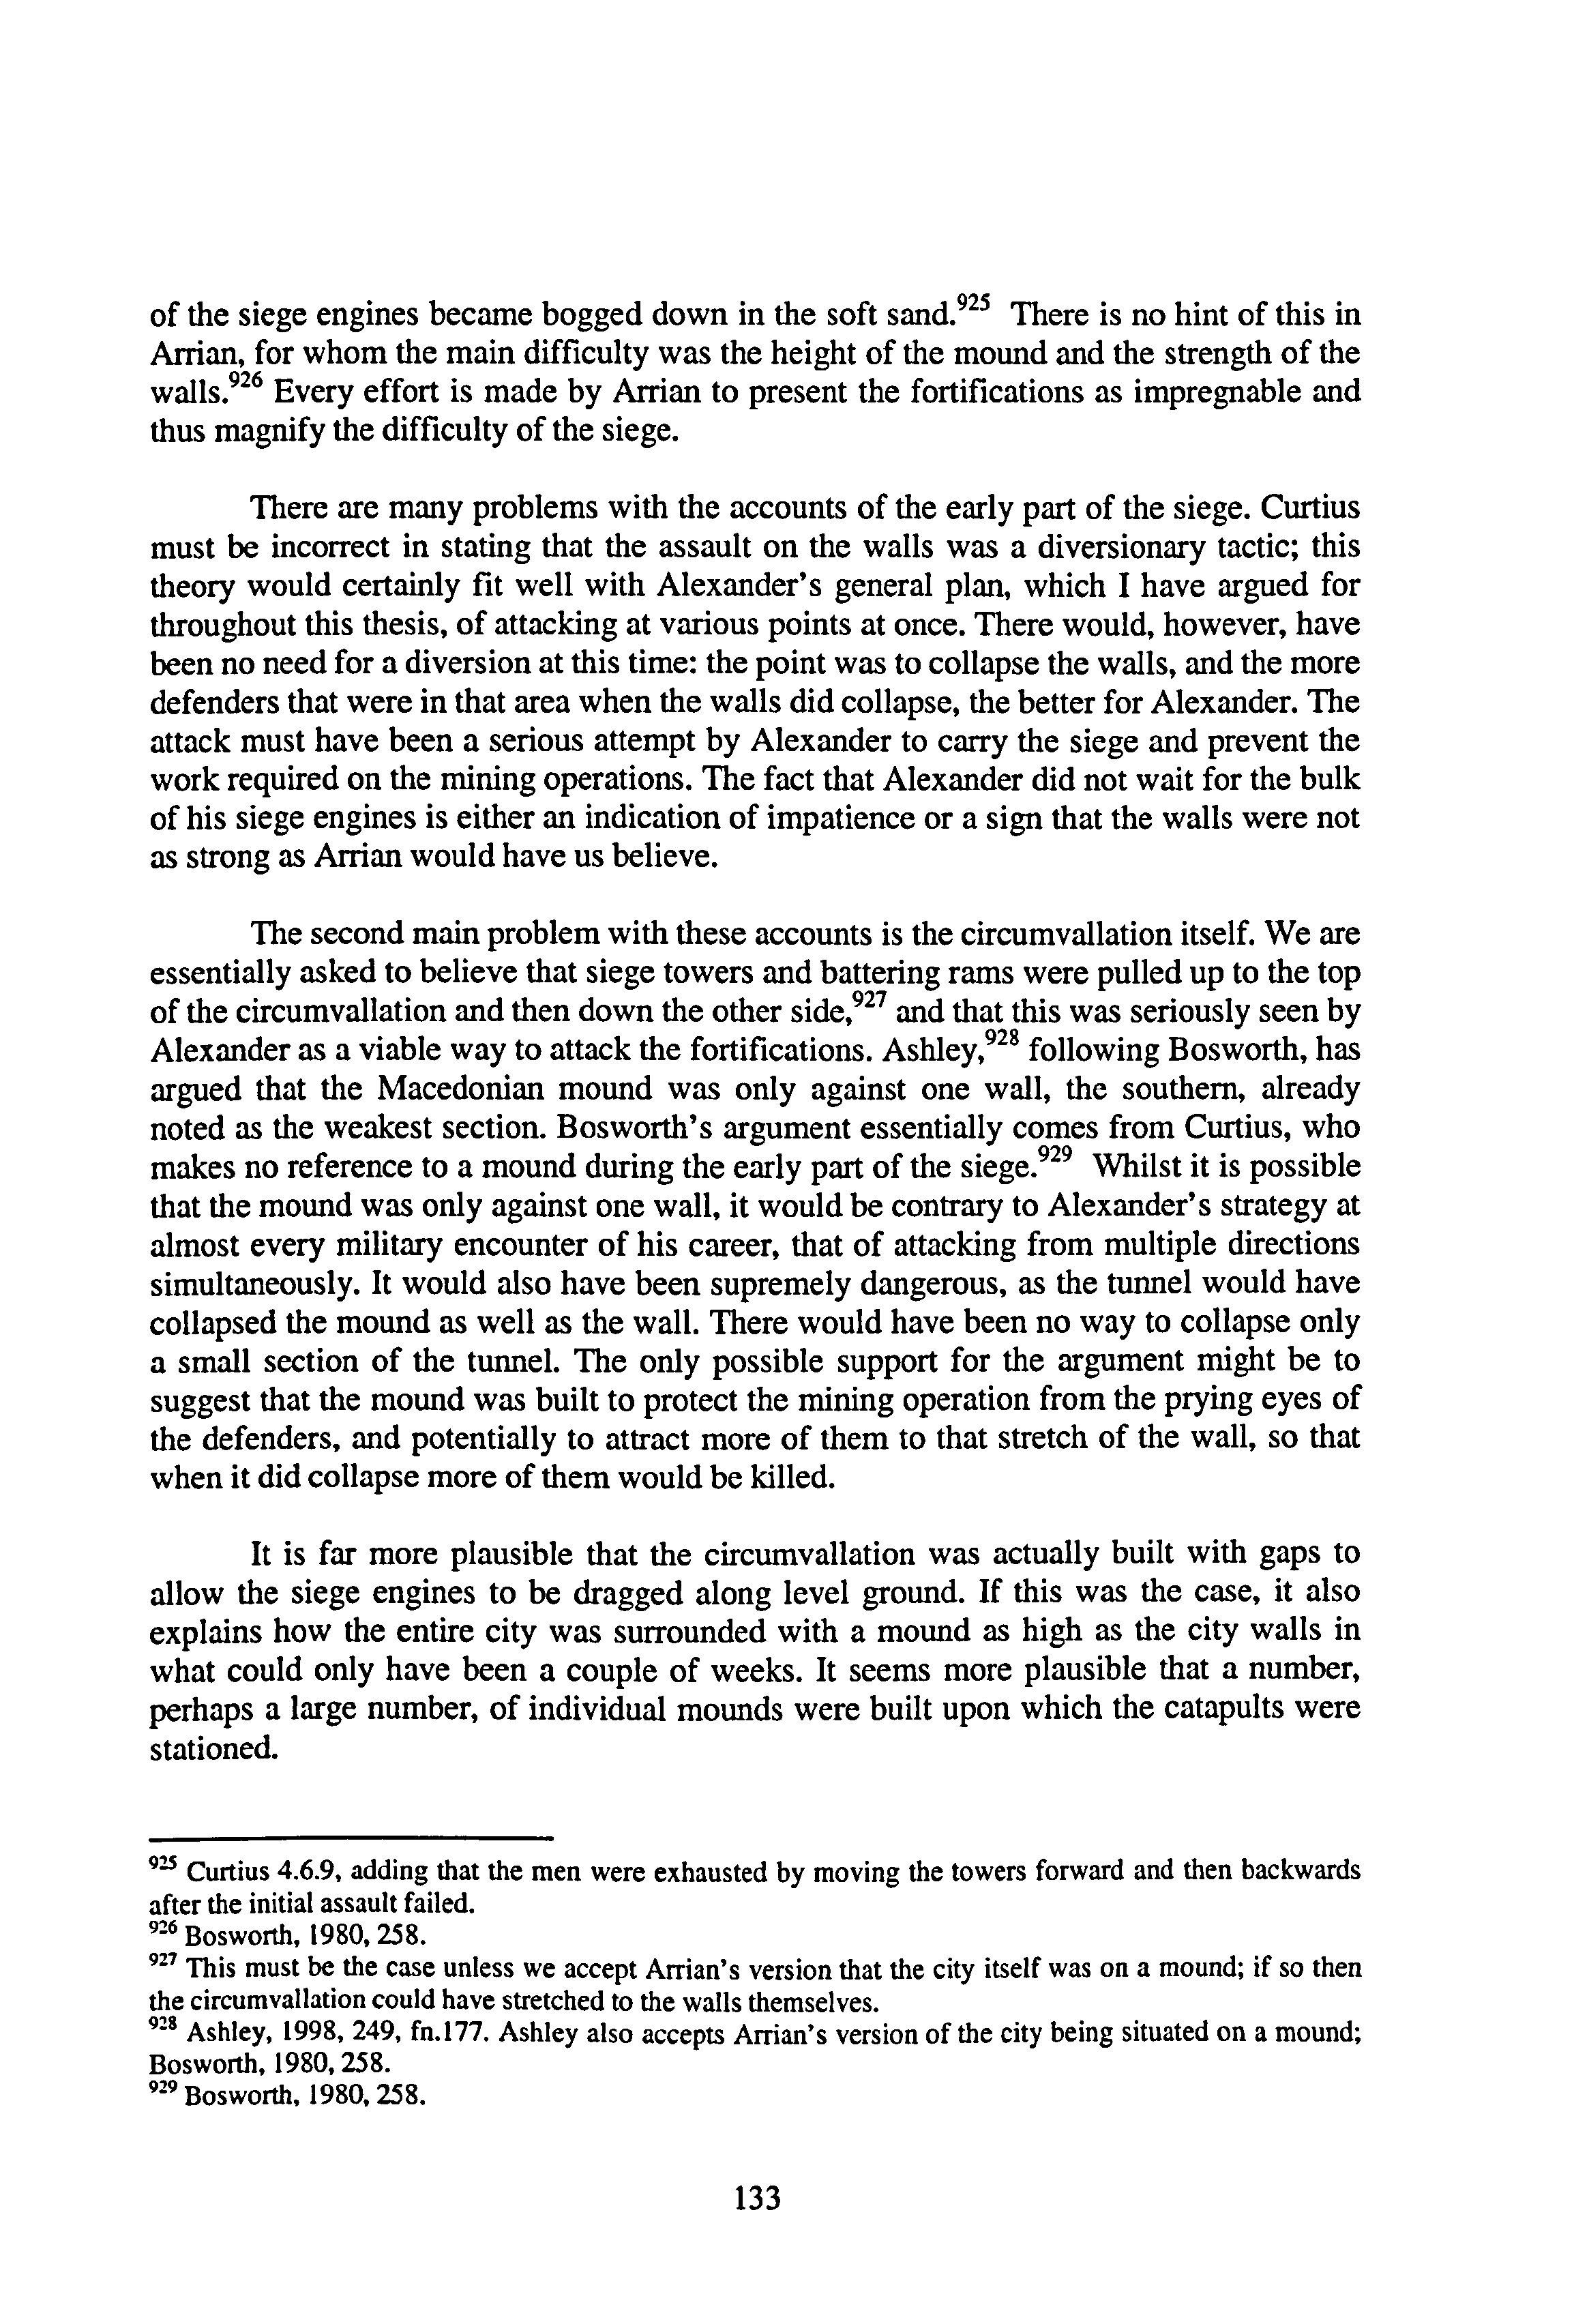 of the siege engines became bogged down in the soft sand.925 There is no hint of this in
Arrian, for whom the main difficulty was the height of the mound and the strength of the
walls.926 Every effort is made by Arrian to present the fortifications as impregnable and
thus magnify the difficulty of the siege.
There are many problems with the accounts of the early part of the siege. Curtius
must be incorrect in stating that the assault on the walls was a diversionary tactic; this
theory would certainly fit well with Alexander's general plan, which I have argued for
throughout this thesis, of attacking at various points at once. There would, however, have
been no need for a diversion at this time: the point was to collapse the walls, and the more
defenders that were in that area when the walls did collapse, the better for Alexander. The
attack must have been a serious attempt by Alexander to carry the siege and prevent the
work required on the mining operations. The fact that Alexander did not wait for the bulk
of his siege engines is either an indication of impatience or a sign that the walls were not
as strong as Arrian would have us believe.
The second main problem with these accounts is the circumvallation itself. We are
essentially asked to believe that siege towers and battering rams were pulled up to the top
of the circumvallation and then down the other side,927 and that this was seriously seen by
Alexander as a viable way to attack the fortifications. Ashley,928 following Bosworth, has
argued that the Macedonian mound was only against one wall, the southern, already
noted as the weakest section. Bosworth's argument essentially comes from Curtius, who
makes no reference to a mound during the early part of the siege.929 Whilst it is possible
that the mound was only against one wall, it would be contrary to Alexander's strategy at
almost every military encounter of his career, that of attacking from multiple directions
simultaneously. It would also have been supremely dangerous, as the tunnel would have
collapsed the mound as well as the wall. There would have been no way to collapse only
a small section of the tunnel. The only possible support for the argument might be to
suggest that the mound was built to protect the mining operation from the prying eyes of
the defenders, and potentially to attract more of them to that stretch of the wall, so that
when it did collapse more of them would be killed.
It is far more plausible that the circumvallation was actually built with gaps to
allow the siege engines to be dragged along level ground. If this was the case, it also
explains how the entire city was surrounded with a mound as high as the city walls in
what could only have been a couple of weeks. It seems more plausible that a number,
perhaps a large number, of individual mounds were built upon which the catapults were
stationed.
925 Curtius 4.6.9, adding that the men were exhausted by moving the towers forward and then backwards
after the initial assault failed.
926 Bosworth, 1980, 258.
927 This must be the case unless we accept Arrian's version that the city itself was on a mound; if so then
the circumvallation could have stretched to the walls themselves.
928 Ashley, 1998, 249, fn.177. Ashley also accepts Arrian's version of the city being situated on a mound;
Bosworth, 1980, 258.
929 Bosworth, 1980, 258.
133